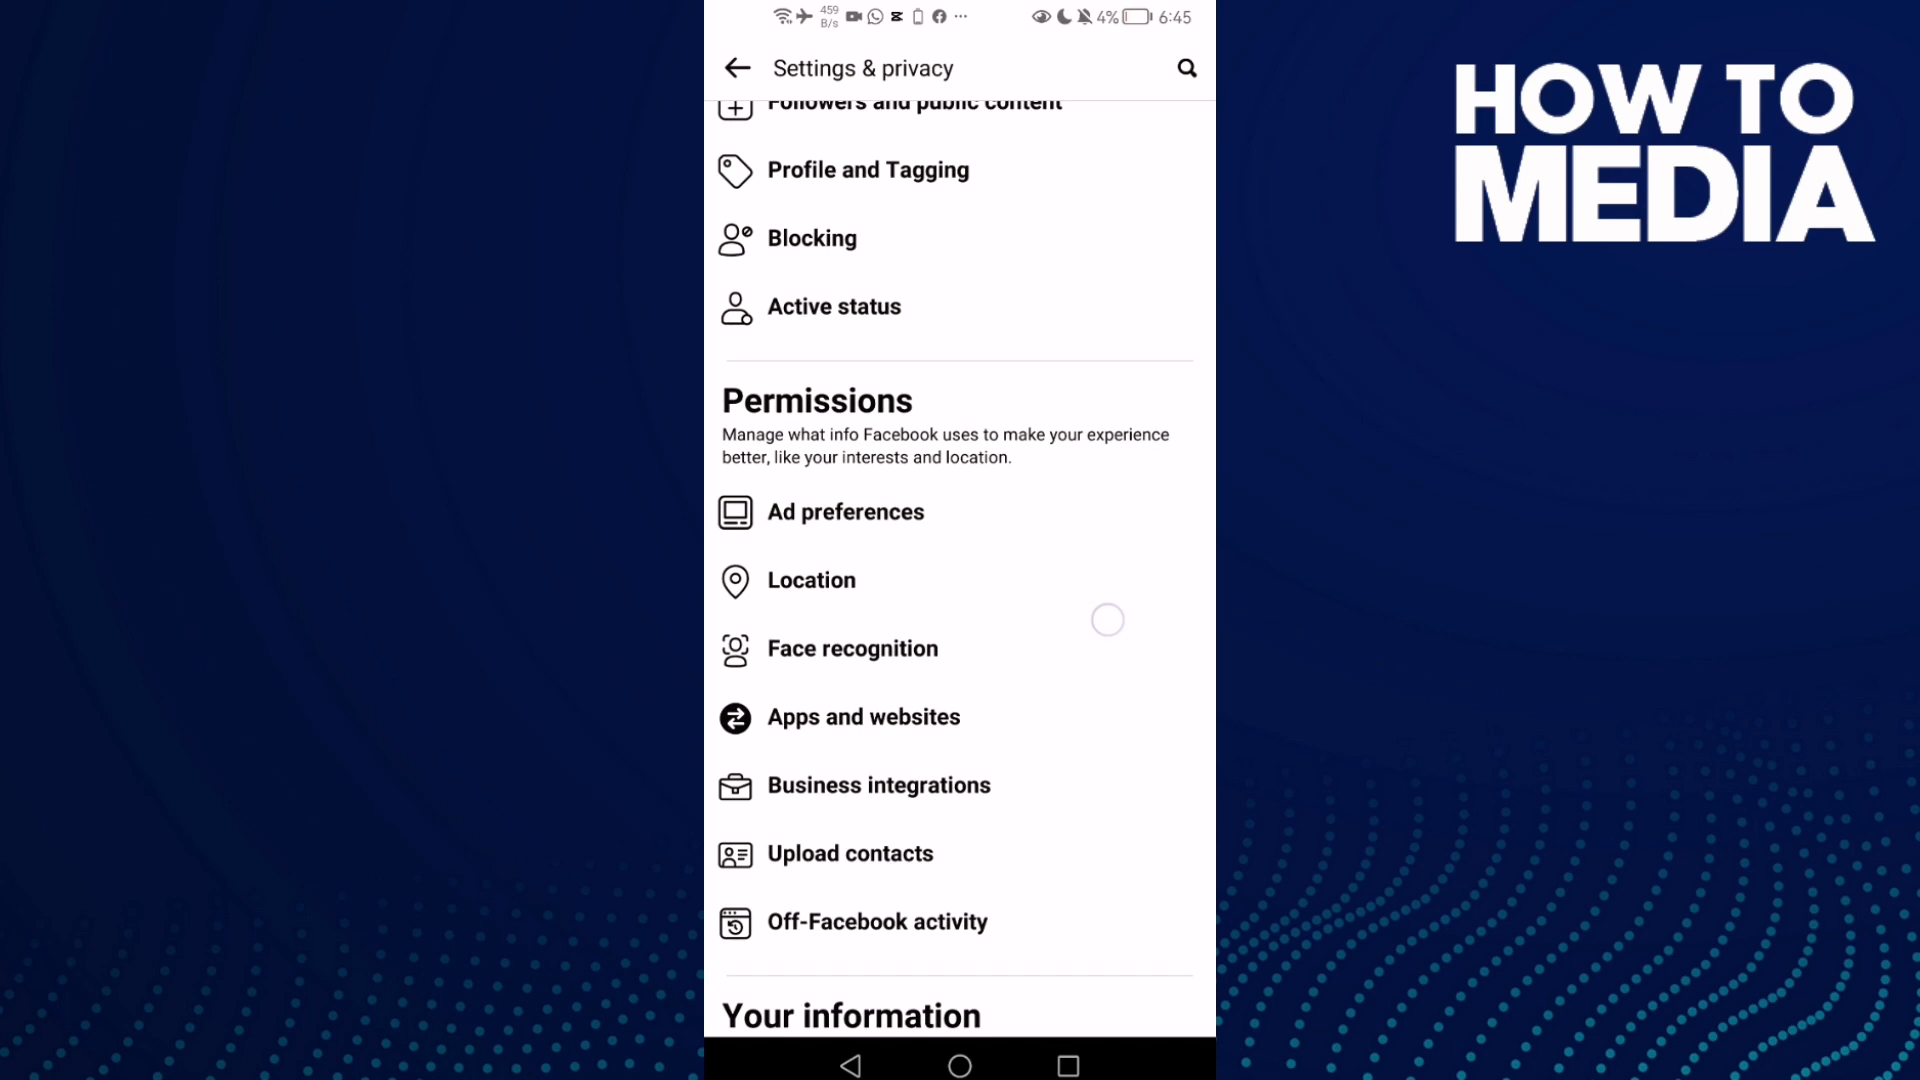 459
B/s
4%
6:45
Settings & privacy
Followers and public content
Profile and Tagging
Blocking
Active status
Permissions
Manage what info Facebook uses to make your experience
better, like your interests and location.
Ad preferences
Location
Face recognition
Apps and websites
Business integrations
Upload contacts
Off-Facebook activity
Your information
HOW TO
MEDIA